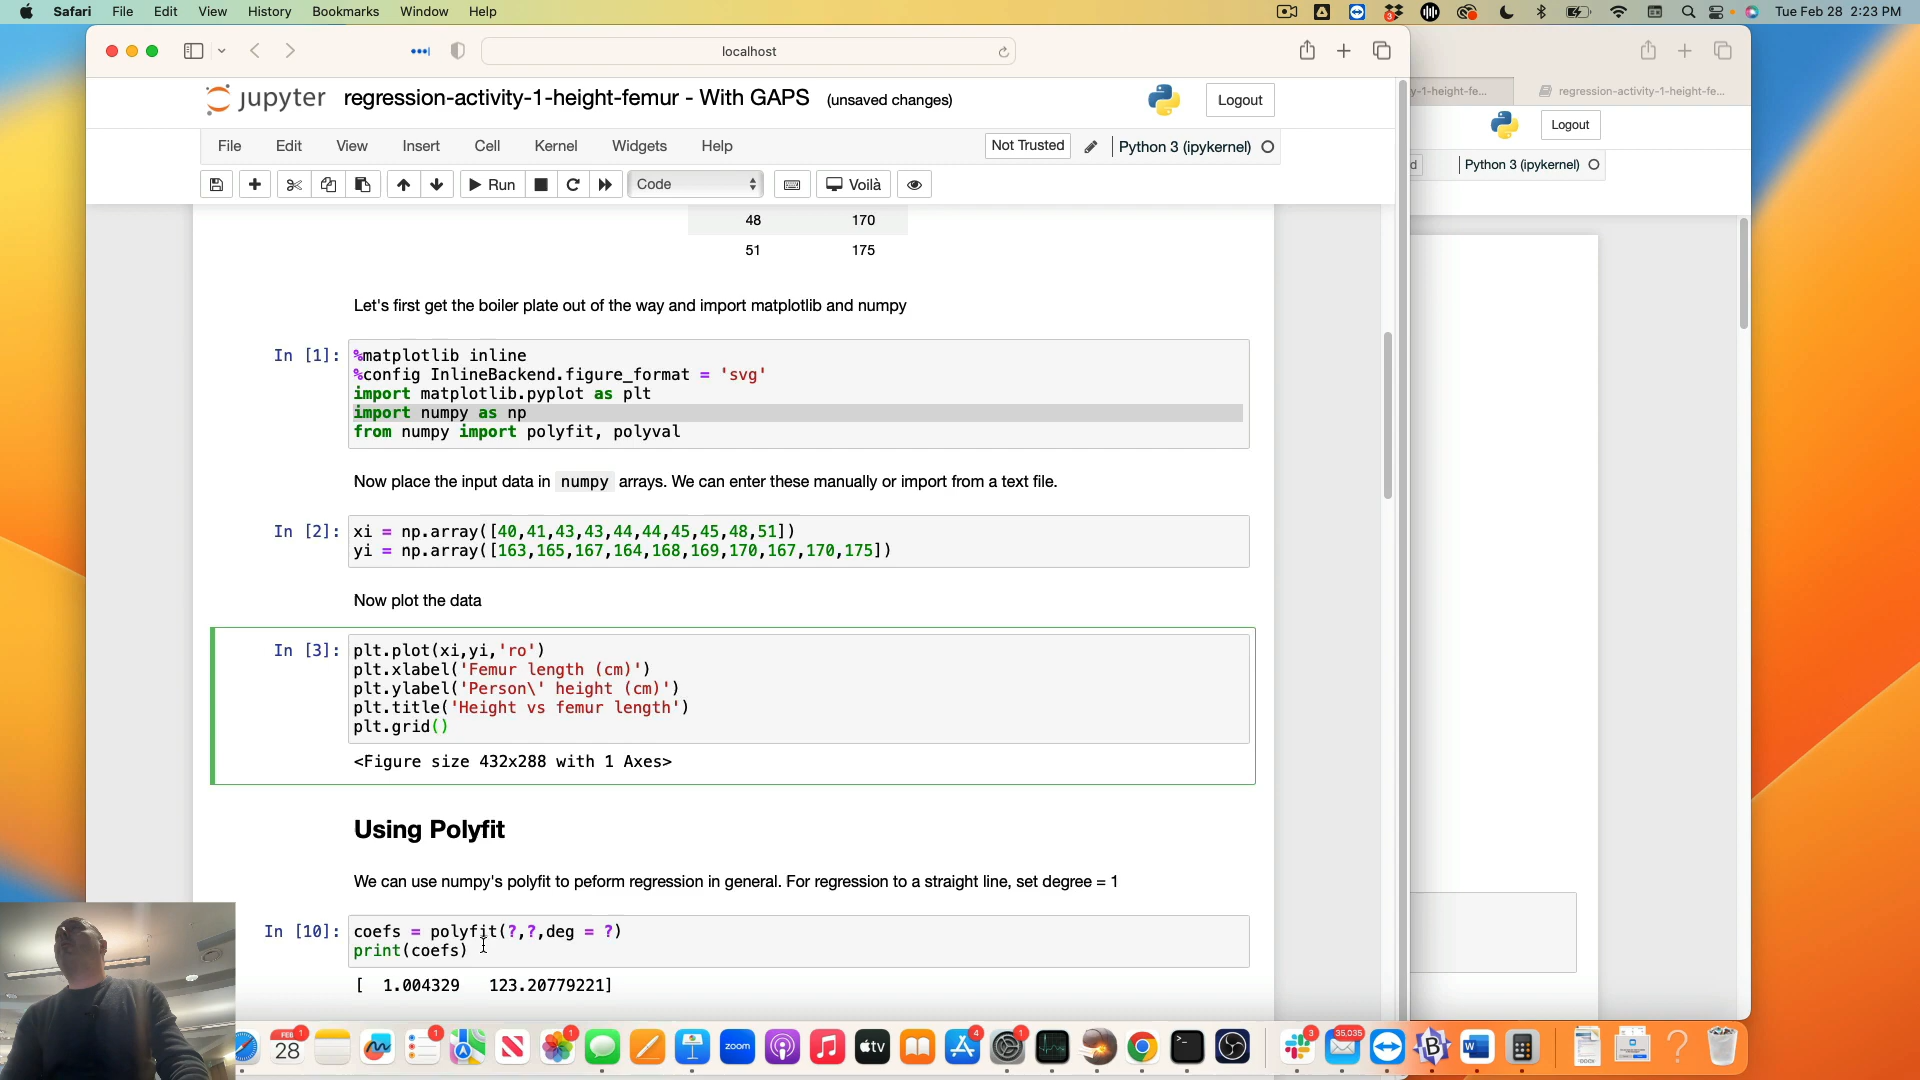 Safari File Edit View History Bookmarks Window Help
3
Tue Feb 28 2:23 PM
localhost
jupyter regression-activity-1-height-femur - With GAPS (unsaved changes)
Logout
File Edit View Insert Cell Kernel Widgets Help
Not Trusted
Python 3 (ipykernel)
Run
Code
Voilà
y-1-height-fe...
regression-activity-1-height-fe...
Logout
d
Python 3 (ipykernel)
48 170
51 175
Let's first get the boiler plate out of the way and import matplotlib and numpy
In [1]: %matplotlib inline
%config InlineBackend.figure_format = 'svg'
import matplotlib.pyplot as plt
import numpy as np
from numpy import polyfit, polyval
Now place the input data in numpy arrays. We can enter these manually or import from a text file.
In [2]: xi = np.array([40,41,43,43,44,44,45,45,48,51])
yi = np.array([163,165,167,164,168,169,170,167,170,175])
Now plot the data
In [3]: plt.plot(xi,yi,'ro')
plt.xlabel('Femur length (cm)')
plt.ylabel('Person\' height (cm)')
plt.title('Height vs femur length')
plt.grid()
<Figure size 432x288 with 1 Axes>
Using Polyfit
We can use numpy's polyfit to peform regression in general. For regression to a straight line, set degree = 1
In [10]: coefs = polyfit(?,?,deg = ?)
print(coefs)
[ 1.004329 123.20779221]
FEB 28 1
1
1
zoom
tv
4
1
3
35,035
W
DOCX